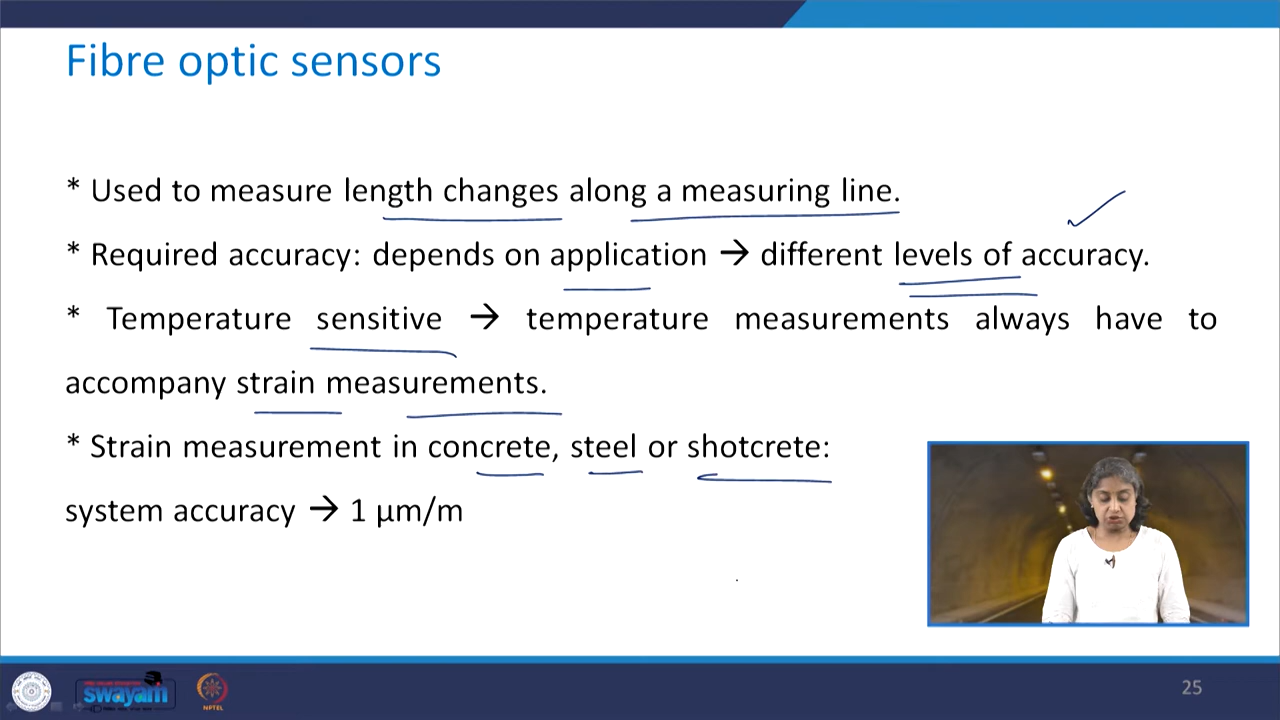 Fibre optic sensors
* Used to measure length changes along a measuring line.
* Required accuracy: depends on application → different levels of accuracy.
* Temperature sensitive → temperature measurements always have to
accompany strain measurements.
* Strain measurement in concrete, steel or shotcrete:
system accuracy → 1 μm/m
25
swayam
NPTEL